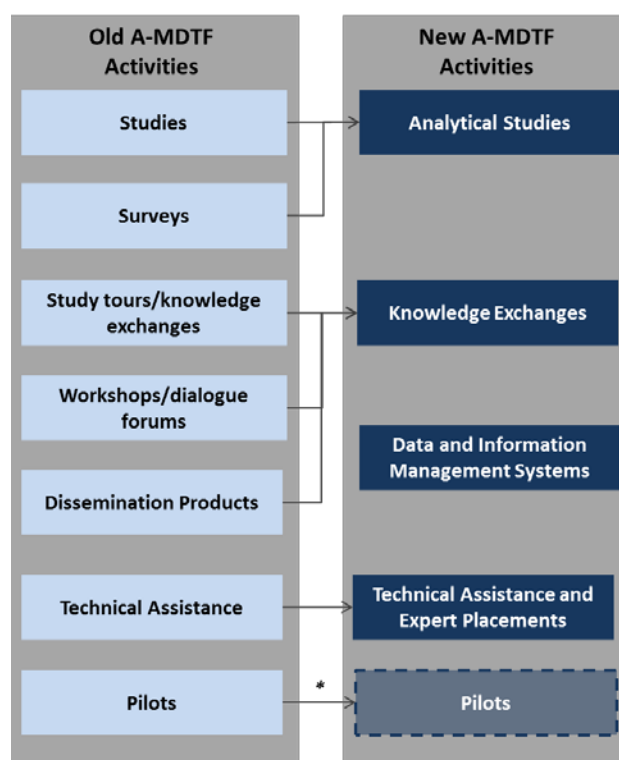 Old A-MDTF
Activities
Studies
Surveys
Study tours/knowledge
exchanges
Workshops/dialogue
forums
Dissemination Products
Technical Assistance
Pilots
*
New A-MDTF
Activities
Analytical Studies
Knowledge Exchanges
Data and Information
Management Systems
Technical Assistance and
Expert Placements
Pilots